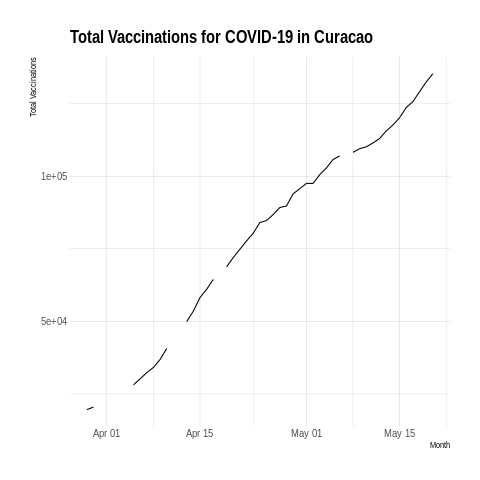 Total Vaccinations for COVID-19 in Curacao
Total Vaccinations
1e+05
5e+04
Apr 01
Apr 15
May 01
May 15
Month